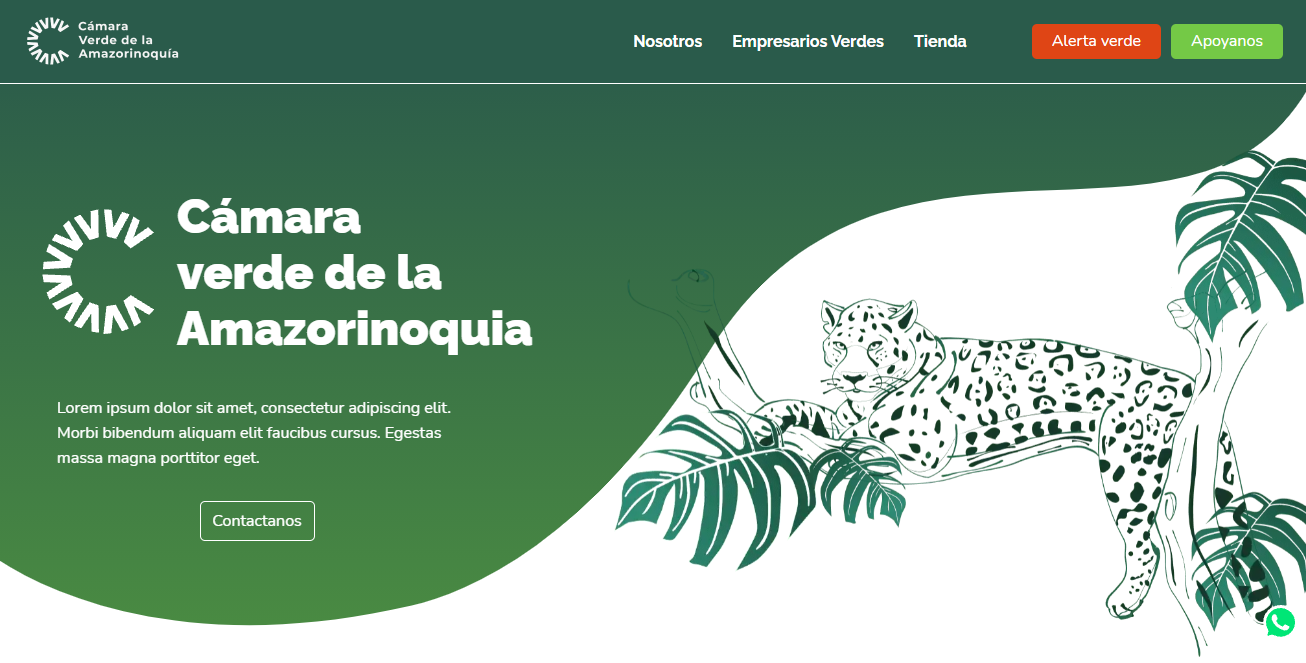 Cámara
Verde de la
Amazorinoquía
Nosotros
Empresarios Verdes
Tienda
Alerta verde
Apoyanos
Cámara
verde de la
Amazorinoquia
Lorem ipsum dolor sit amet, consectetur adipiscing elit.
Morbi bibendum aliquam elit faucibus cursus. Egestas
massa magna porttitor eget.
Contactanos